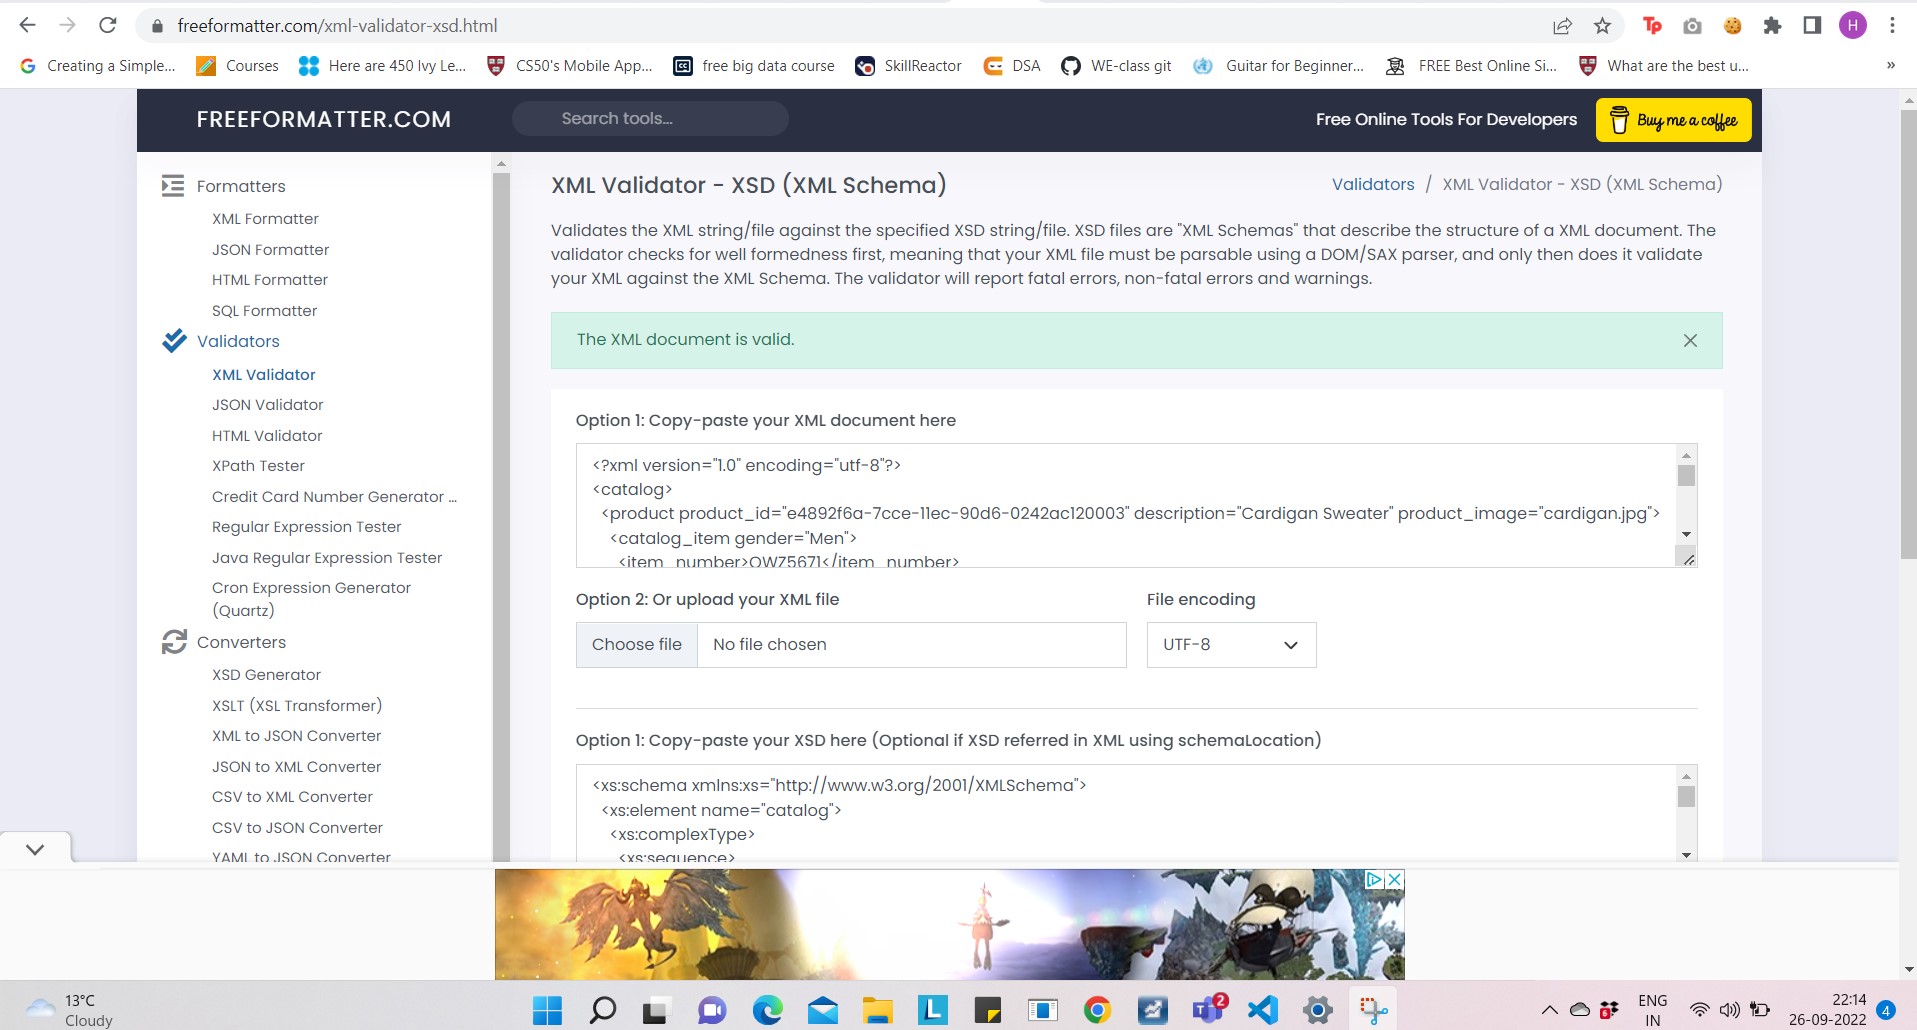 freeformatter.com/xml-validator-xsd.html
Tp
H
Creating a Simple...
Courses
Here are 450 Ivy Le...
CS50's Mobile App...
free big data course
SkillReactor
DSA
WE-class git
Guitar for Beginner...
FREE Best Online Si...
What are the best u...
»
FREEFORMATTER.COM
Search tools...
Free Online Tools For Developers
Buy me a coffee
Formatters
XML Formatter
JSON Formatter
HTML Formatter
SQL Formatter
Validators
XML Validator
JSON Validator
HTML Validator
XPath Tester
Credit Card Number Generator ...
Regular Expression Tester
Java Regular Expression Tester
Cron Expression Generator
(Quartz)
Converters
XSD Generator
XSLT (XSL Transformer)
XML to JSON Converter
JSON to XML Converter
CSV to XML Converter
CSV to JSON Converter
YAML to JSON Converter
XML Validator - XSD (XML Schema)
Validators / XML Validator - XSD (XML Schema)
Validates the XML string/file against the specified XSD string/file. XSD files are "XML Schemas" that describe the structure of a XML document. The
validator checks for well formedness first, meaning that your XML file must be parsable using a DOM/SAX parser, and only then does it validate
your XML against the XML Schema. The validator will report fatal errors, non-fatal errors and warnings.
The XML document is valid.
Option 1: Copy-paste your XML document here
<?xml version="1.0" encoding="utf-8"?>
<catalog>
<product product_id="e4892f6a-7cce-11ec-90d6-0242ac120003" description="Cardigan Sweater" product_image="cardigan.jpg">
<catalog_item gender="Men">
<item_number>QWZ5671</item_number>
Option 2: Or upload your XML file
File encoding
Choose file
No file chosen
UTF-8
Option 1: Copy-paste your XSD here (Optional if XSD referred in XML using schemaLocation)
<xs:schema xmlns:xs="http://www.w3.org/2001/XMLSchema">
<xs:element name="catalog">
<xs:complexType>
<xs:sequence>
13°C
Cloudy
L
2
6
ENG
IN
22:14
26-09-2022
4